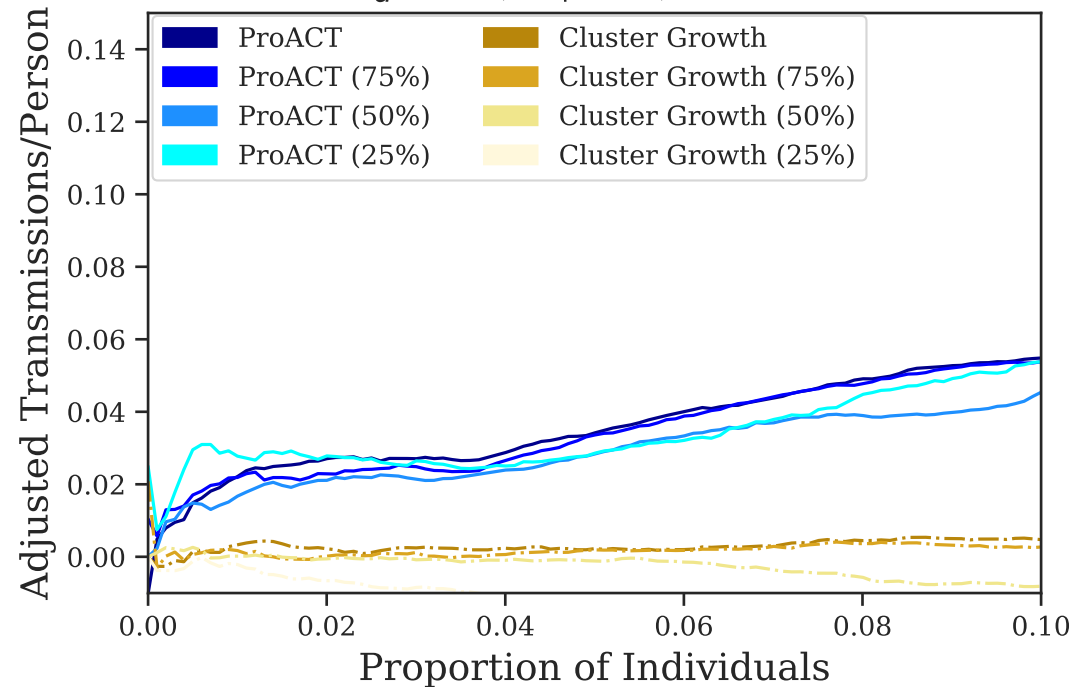 Adjusted Transmissions/Person
0.14
0.12
0.10
0.08
0.06
0.04
0.02
0.00
ProACT
ProACT (75%)
ProACT (50%)
ProACT (25%)
Cluster Growth
Cluster Growth (75%)
Cluster Growth (50%)
Cluster Growth (25%)
0.00 0.02 0.04 0.06 0.08 0.10
Proportion of Individuals